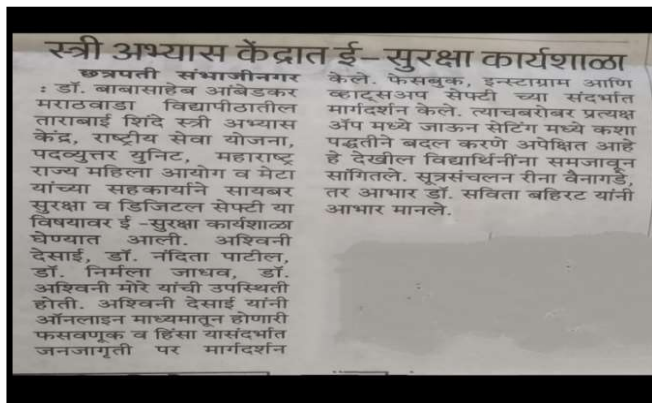 स्त्री अभ्यास केंद्रात ई- सुरक्षा कार्यशाळा
छत्रपती संभाजीनगर
: डॉ. बाबासाहेब आंबेडकर
मराठवाडा विद्यापीठातील
ताराबाई शिंदे स्त्री अभ्यास
केंद्र, राष्ट्रीय सेवा योजना,
पदव्युत्तर युनिट, महाराष्ट्र
राज्य महिला आयोग व मेटा
यांच्या सहकार्याने सायबर
सुरक्षा व डिजिटल सेफ्टी या
विषयावर ई -सुरक्षा कार्यशाळा
घेण्यात आली. अश्विनी
देसाई, डॉ. नंदिता पाटील,
डॉ. निर्मला जाधव, डॉ.
अश्विनी मोरे यांची उपस्थिती
होती. अश्विनी देसाई यांनी
ऑनलाइन माध्यमातून होणारी
फसवणूक व हिंसा यासंदर्भात
जनजागृती पर मार्गदर्शन
केले. फेसबुक, इन्स्टाग्राम आणि
व्हाट्सअप सेफ्टी च्या संदर्भात
मार्गदर्शन केले. त्याचबरोबर प्रत्यक्ष
ॲप मध्ये जाऊन सेटिंग मध्ये कशा
पद्धतीने बदल करणे अपेक्षित आहे
हे देखील विद्यार्थिनींना समजावून
सांगितले. सूत्रसंचलन रीना वैनागडे,
तर आभार डॉ. सविता बहिरट यांनी
आभार मानले.